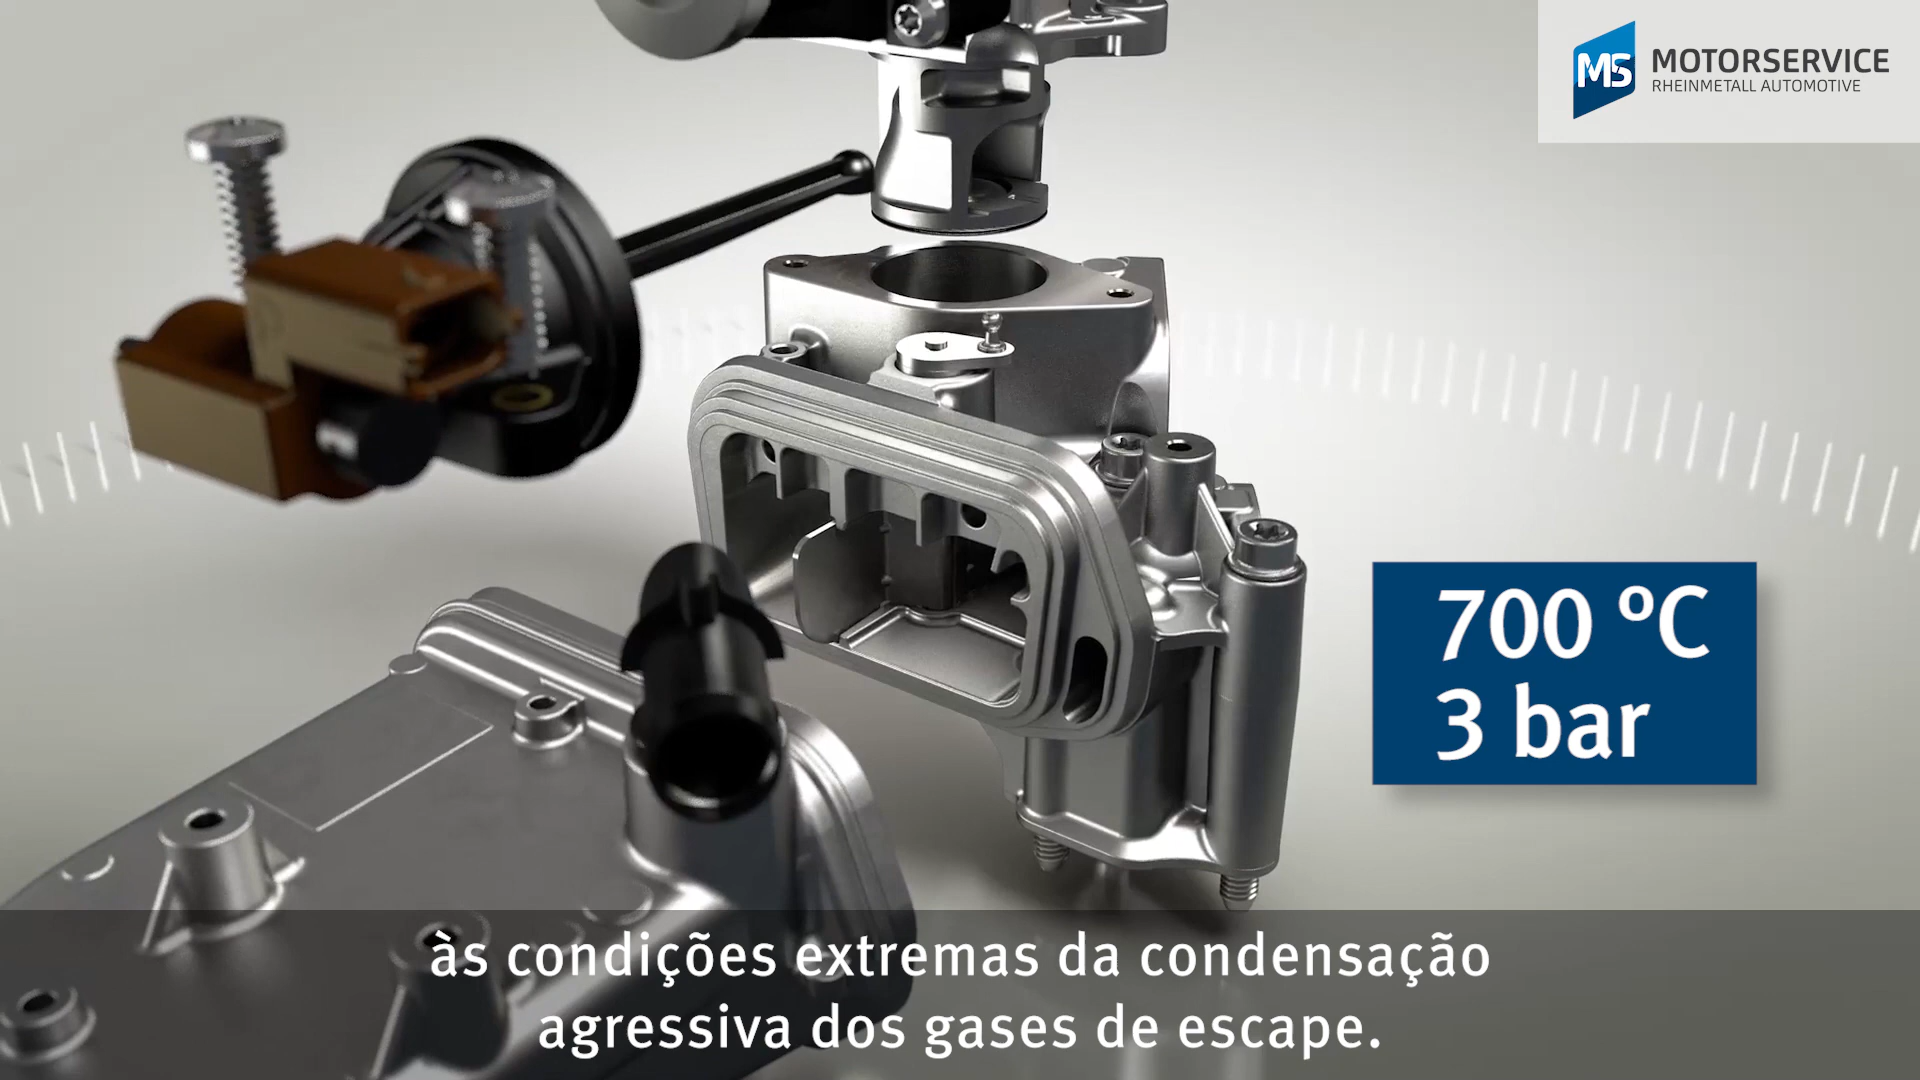 MS MOTORSERVICE
RHEINMETALL AUTOMOTIVE
700 ºC
3 bar
às condições extremas da condensação
agressiva dos gases de escape.